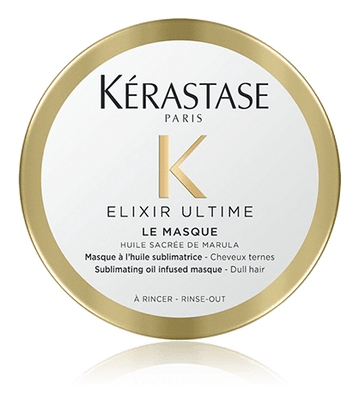 KÉRASTASE
PARIS
K
ELIXIR ULTIME
LE MASQUE
HUILE SACRÉE DE MARULA
Masque à l'huile sublimatrice - Cheveux ternes
Sublimating oil infused masque - Dull hair
À RINCER - RINSE-OUT